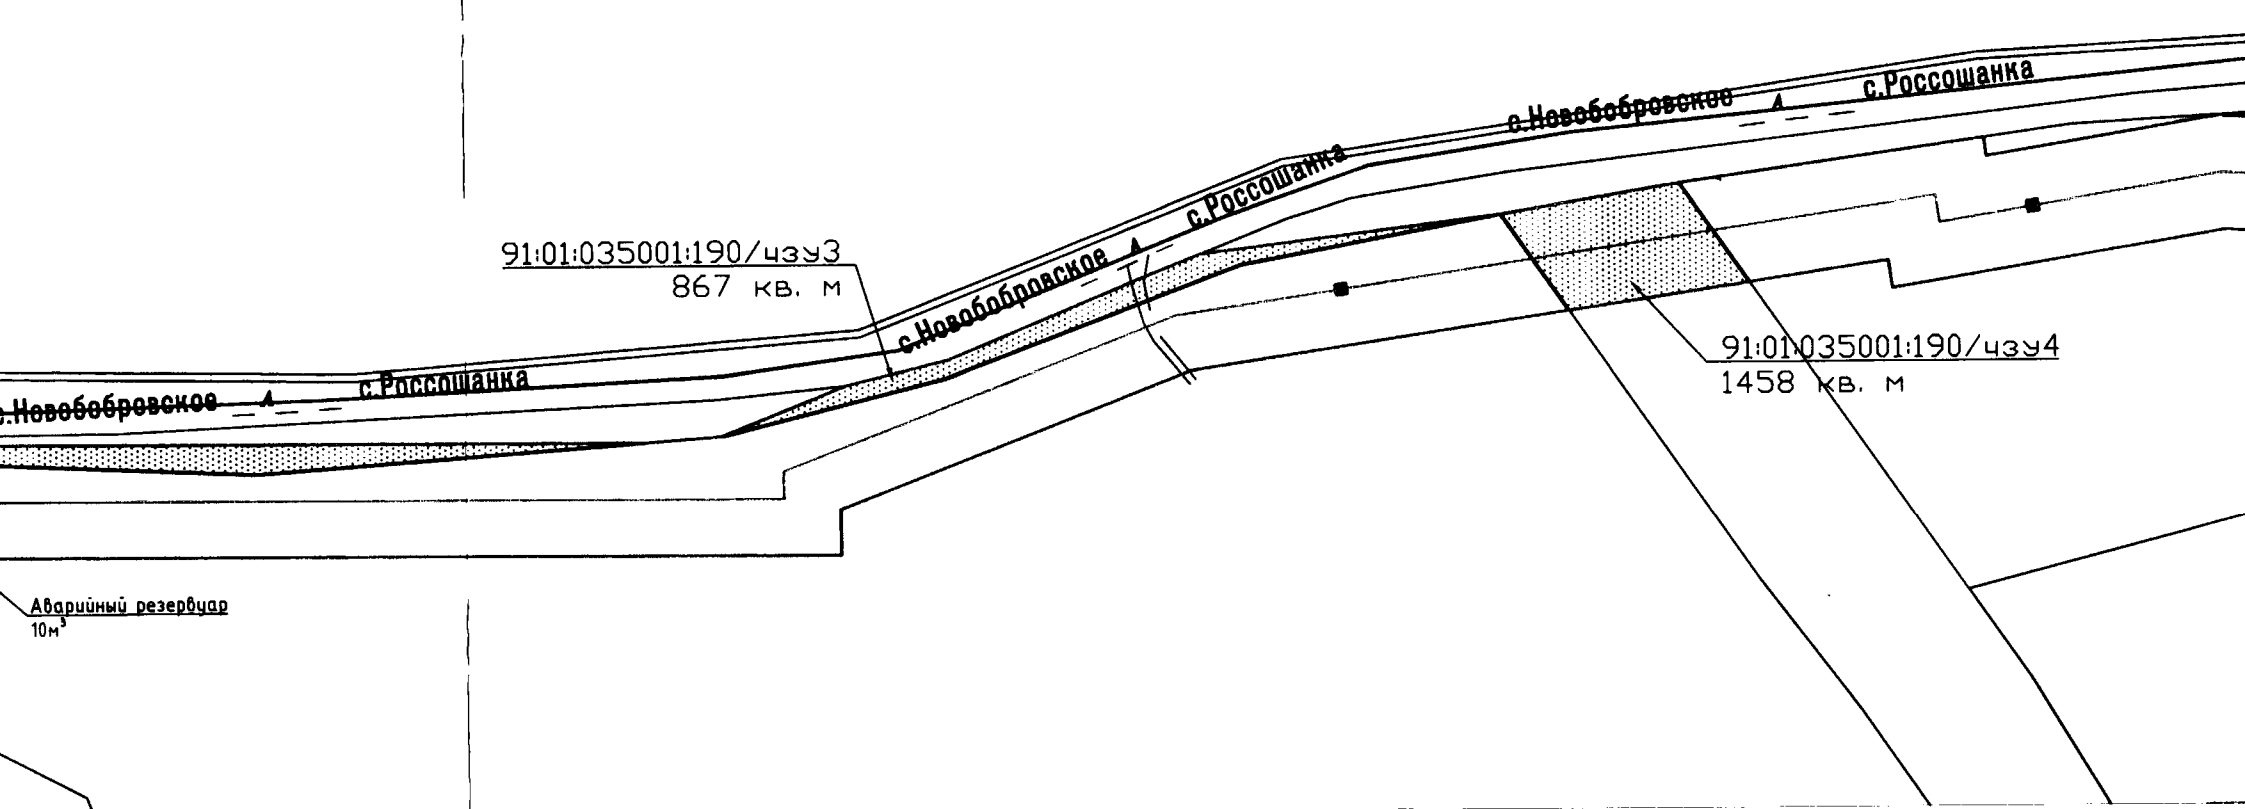 с.Новобобровское А с.Россошанка
91:01:035001:190/чзу3
867 кв. м
с.Новобобровское А с.Россошанка
с.Новобобровское А с.Россошанка
91:01:035001:190/чзу4
1458 кв. м
Аварийный резервуар
10м³